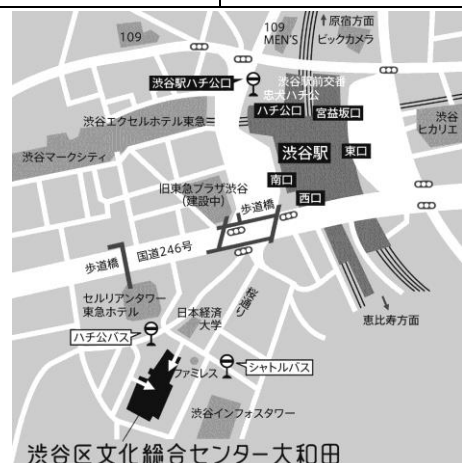 109
109
MEN'S
↑原宿方面
ビックカメラ
渋谷駅ハチ公口
渋谷駅前交番
忠犬ハチ公
ハチ公口
宮益坂口
渋谷エクセルホテル東急
渋谷
ヒカリエ
渋谷マークシティ
渋谷駅
東口
南口
西口
旧東急プラザ渋谷
(建設中)
歩道橋
国道246号
歩道橋
セルリアンタワー
東急ホテル
日本経済
大学
桜通り
恵比寿方面
ハチ公バス
ファミレス
シャトルバス
渋谷インフォスタワー
渋谷区文化総合センター大和田